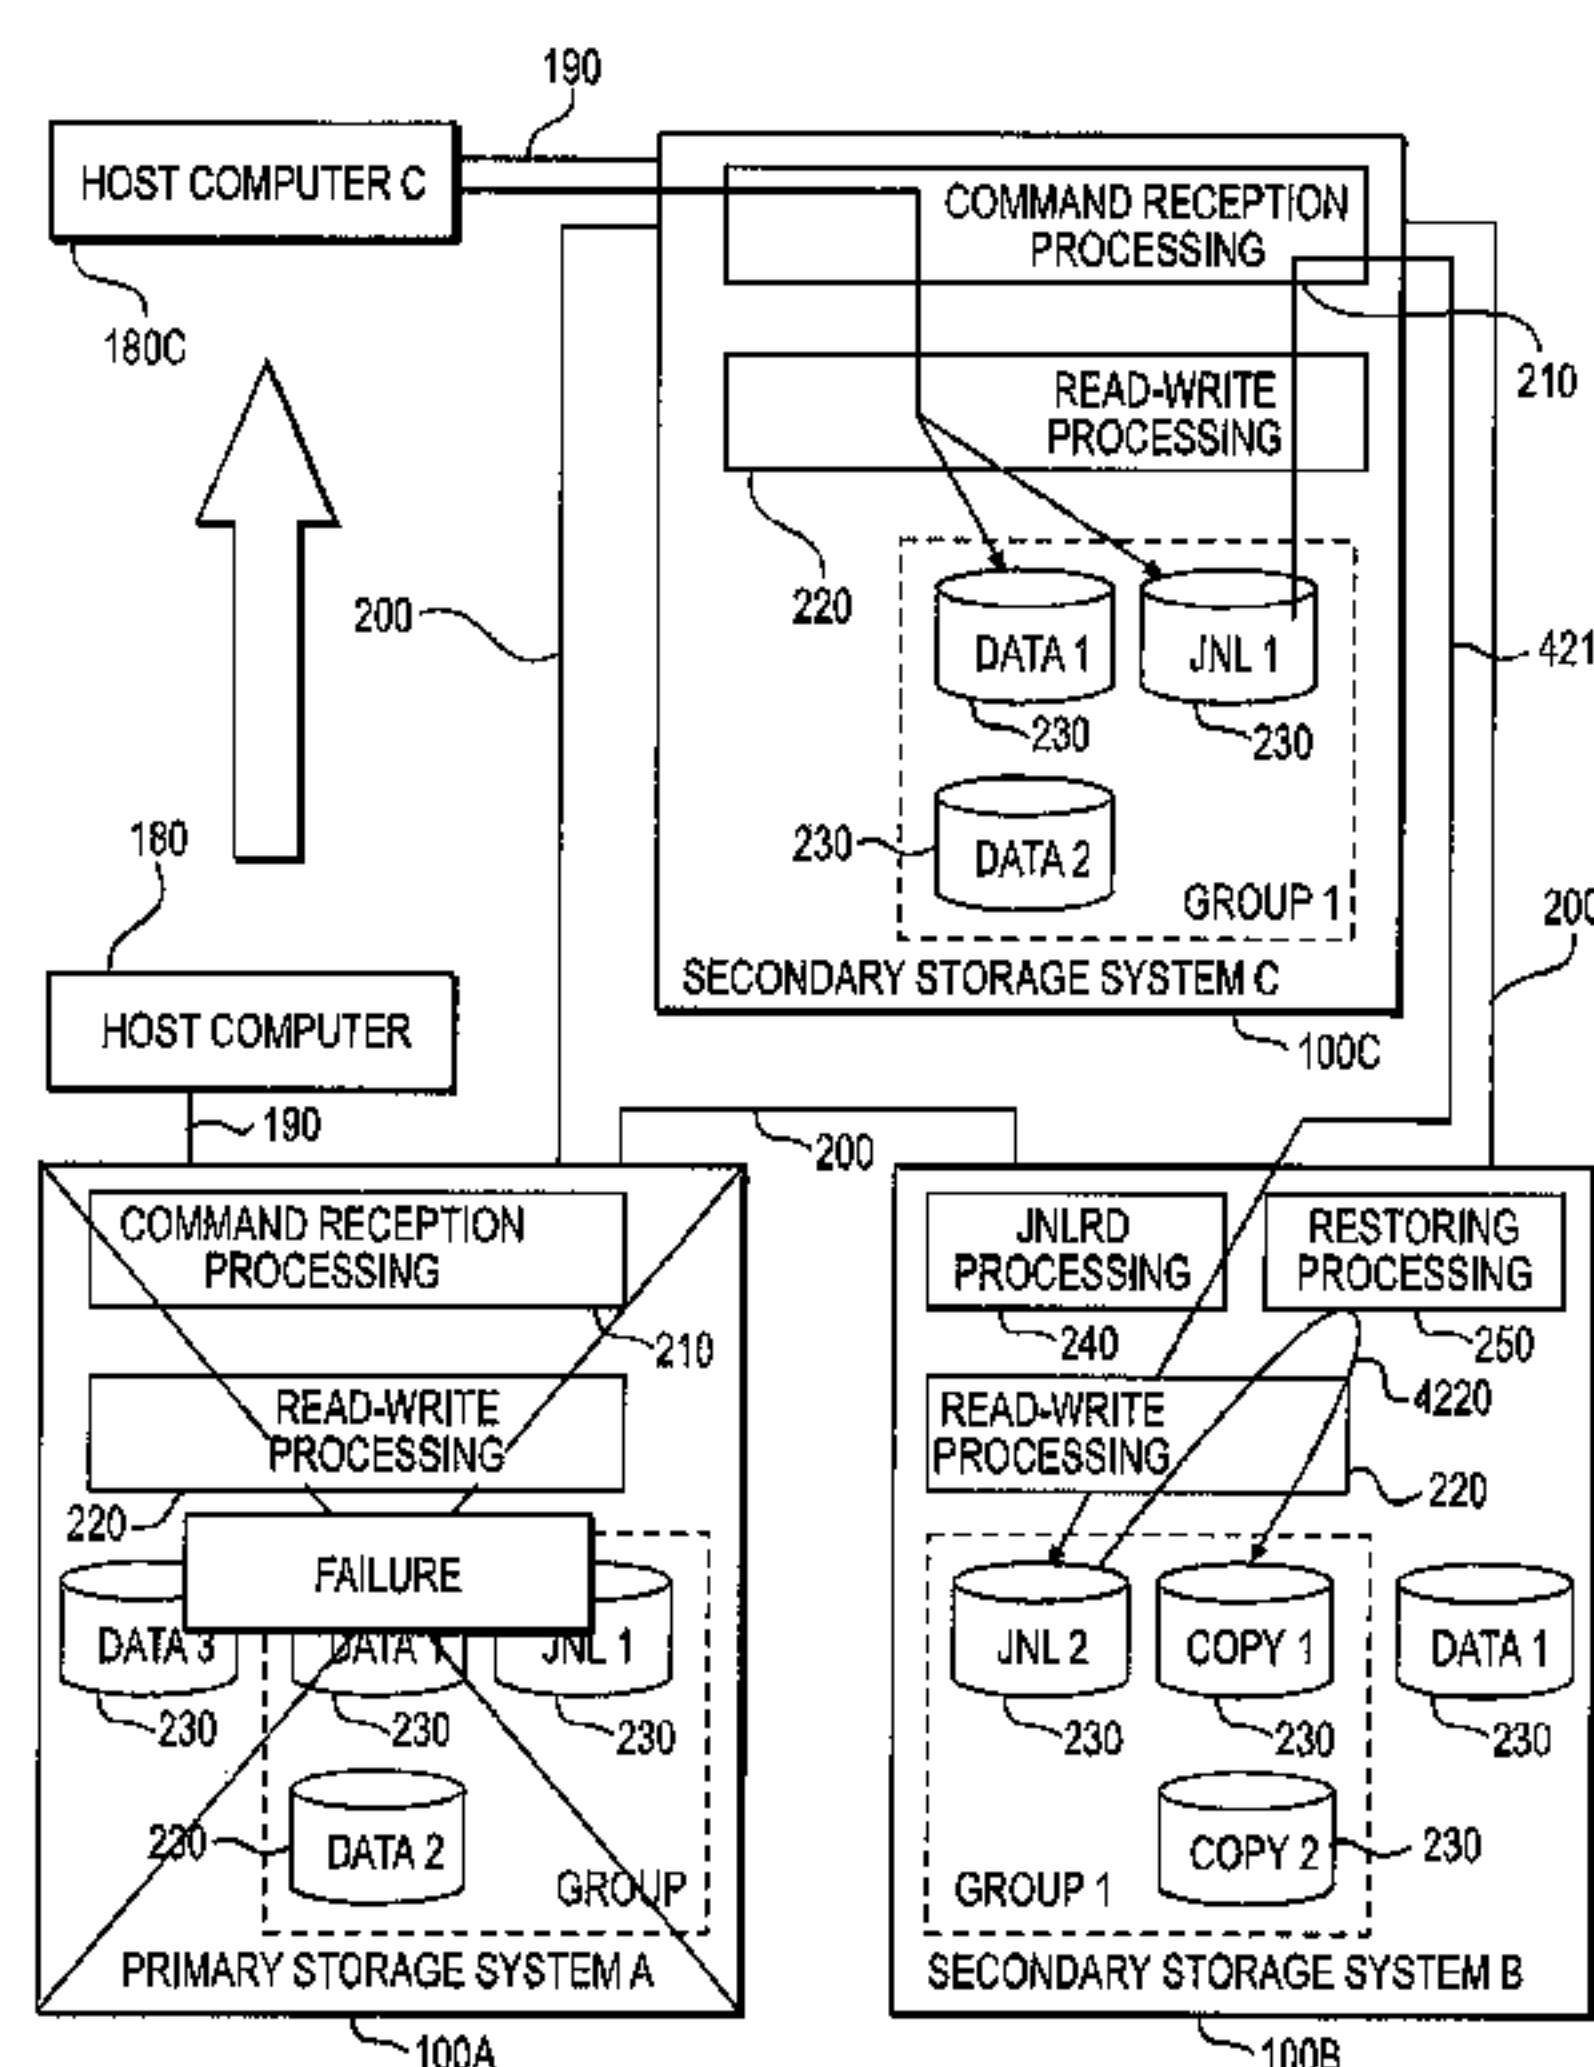 190
HOST COMPUTER C
180C
COMMAND RECEPTION
PROCESSING
210
READ-WRITE
PROCESSING
220
200
DATA 1
JNL 1
421
230
230
230
DATA 2
GROUP 1
SECONDARY STORAGE SYSTEM C
100C
200
180
HOST COMPUTER
190
200
COMMAND RECEPTION
PROCESSING
210
READ-WRITE
PROCESSING
220
FAILURE
DATA 3
DATA 1
JNL 1
230
230
230
230
DATA 2
GROUP
PRIMARY STORAGE SYSTEM A
100A
JNLRD
PROCESSING
240
RESTORING
PROCESSING
250
4220
READ-WRITE
PROCESSING
220
JNL 2
COPY 1
DATA 1
230
230
230
COPY 2
230
GROUP 1
SECONDARY STORAGE SYSTEM B
100B